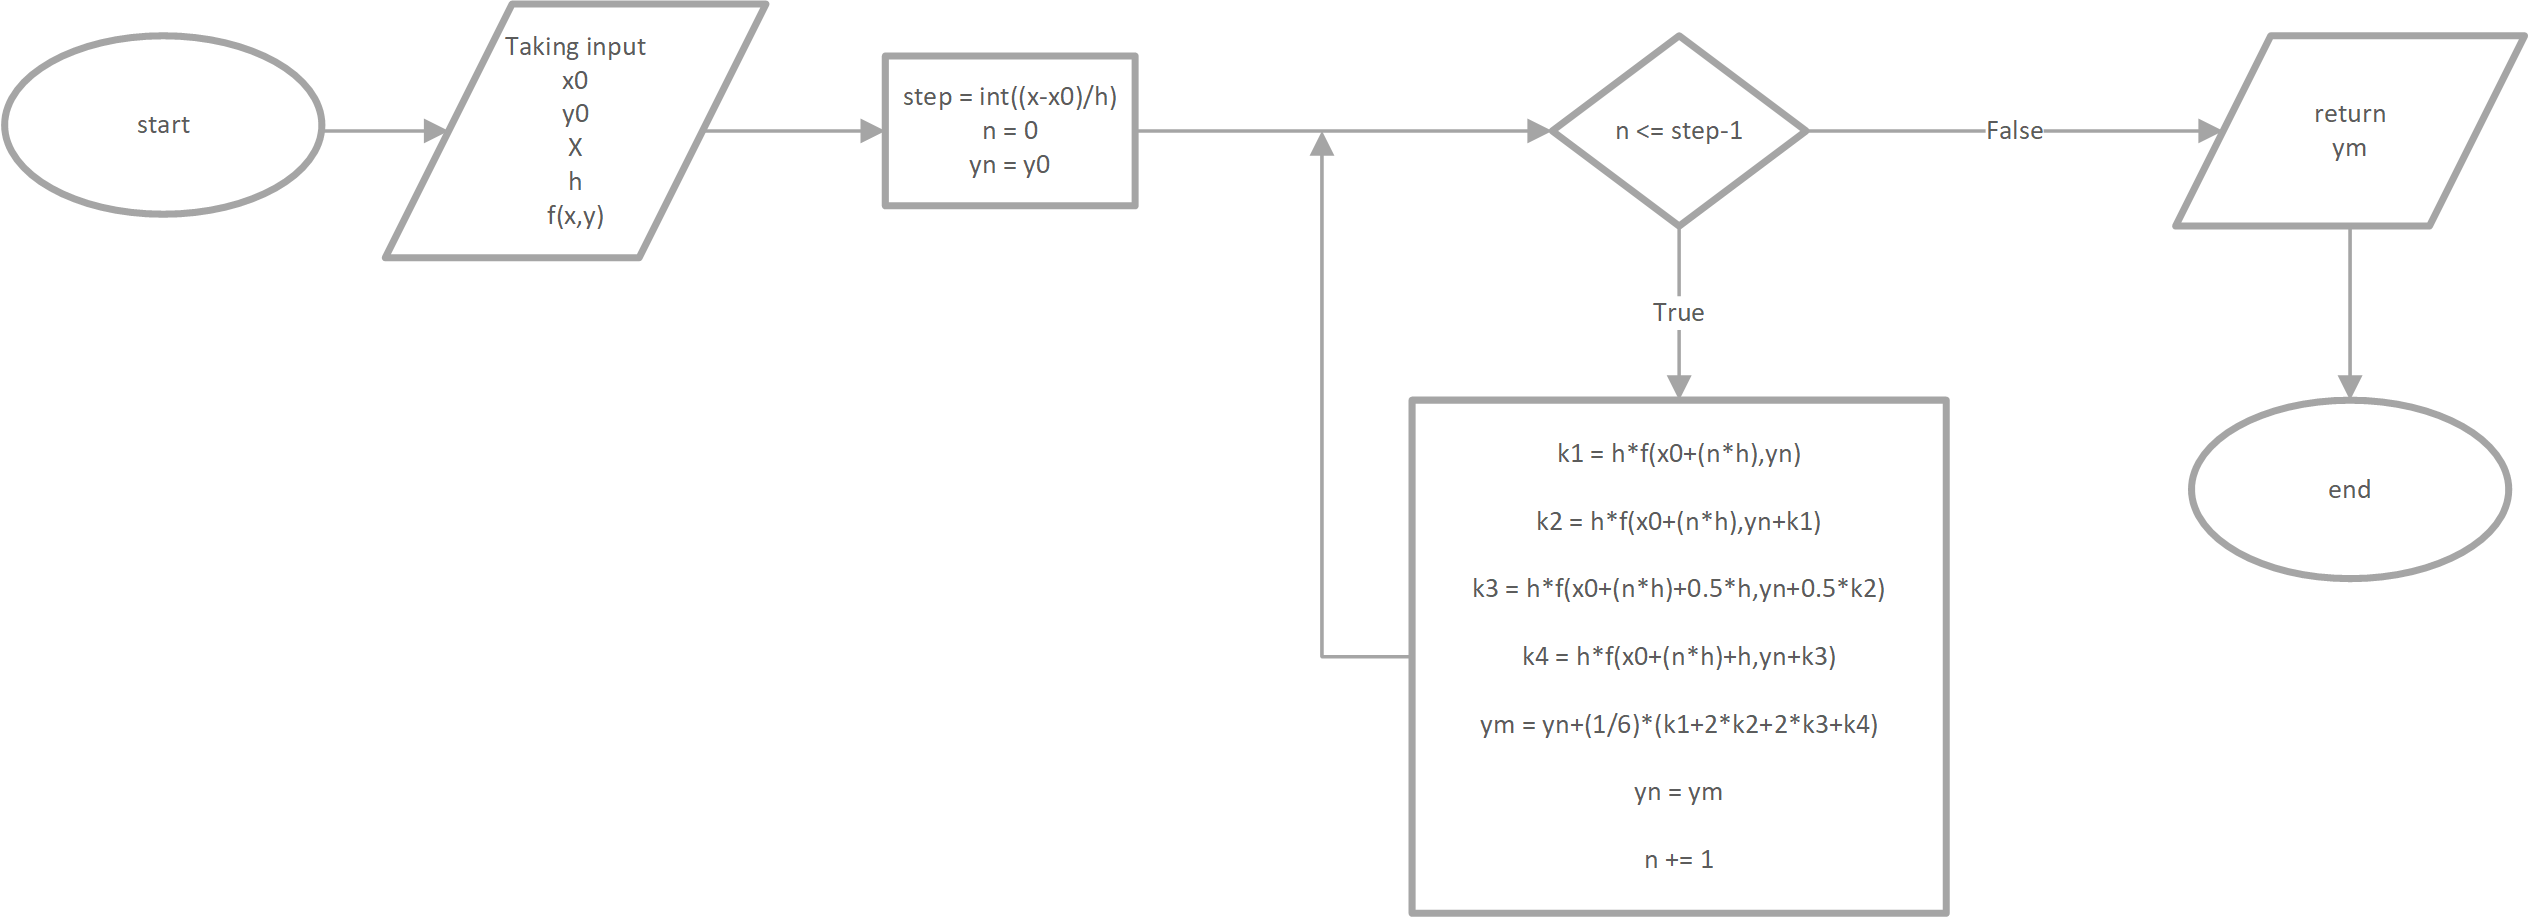 start
Taking input
x0
y0
X
h
f(x,y)
step = int((x-x0)/h)
n = 0
yn = y0
n <= step-1
False
return
ym
True
k1 = h*f(x0+(n*h),yn)
k2 = h*f(x0+(n*h),yn+k1)
k3 = h*f(x0+(n*h)+0.5*h,yn+0.5*k2)
k4 = h*f(x0+(n*h)+h,yn+k3)
ym = yn+(1/6)*(k1+2*k2+2*k3+k4)
yn = ym
n += 1
end